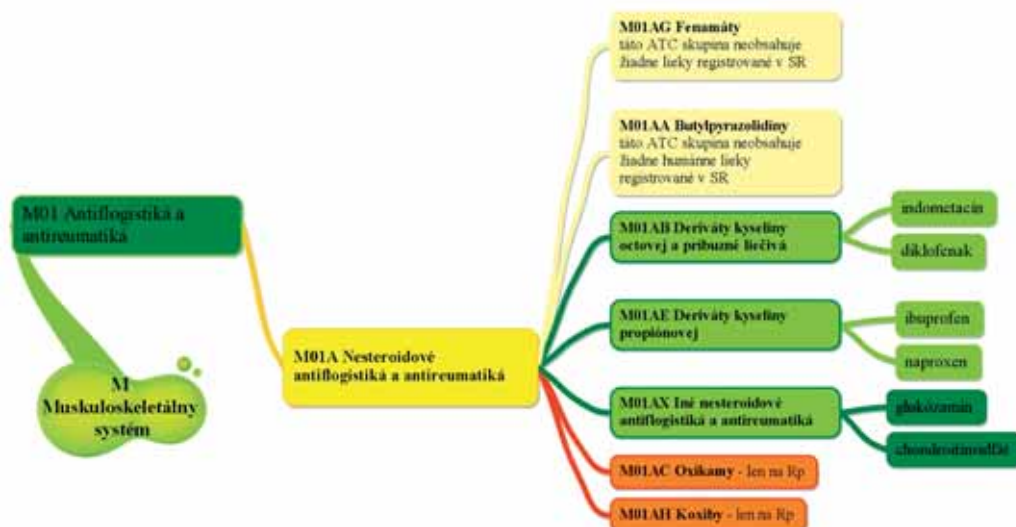 M01AG Fenamáty
táto ATC skupina neobsahuje
žiadne lieky registrované v SR
M01AA Butylpyrazolidíny
táto ATC skupina neobsahuje
žiadne humánne lieky
registrované v SR
M01 Antiflogistiká a
antireumatiká
M01AB Deriváty kyseliny
octovej a príbuzné liečivá
indometacín
diklofenak
M
Muskuloskeletálny
systém
M01A Nesteroidové
antiflogistiká a antireumatiká
M01AE Deriváty kyseliny
propiónovej
ibuprofen
naproxen
M01AX Iné nesteroidové
antiflogistiká a antireumatiká
glukózamín
chondroitínsulfát
M01AC Oxikamy - len na Rp
M01AH Koxiby - len na Rp